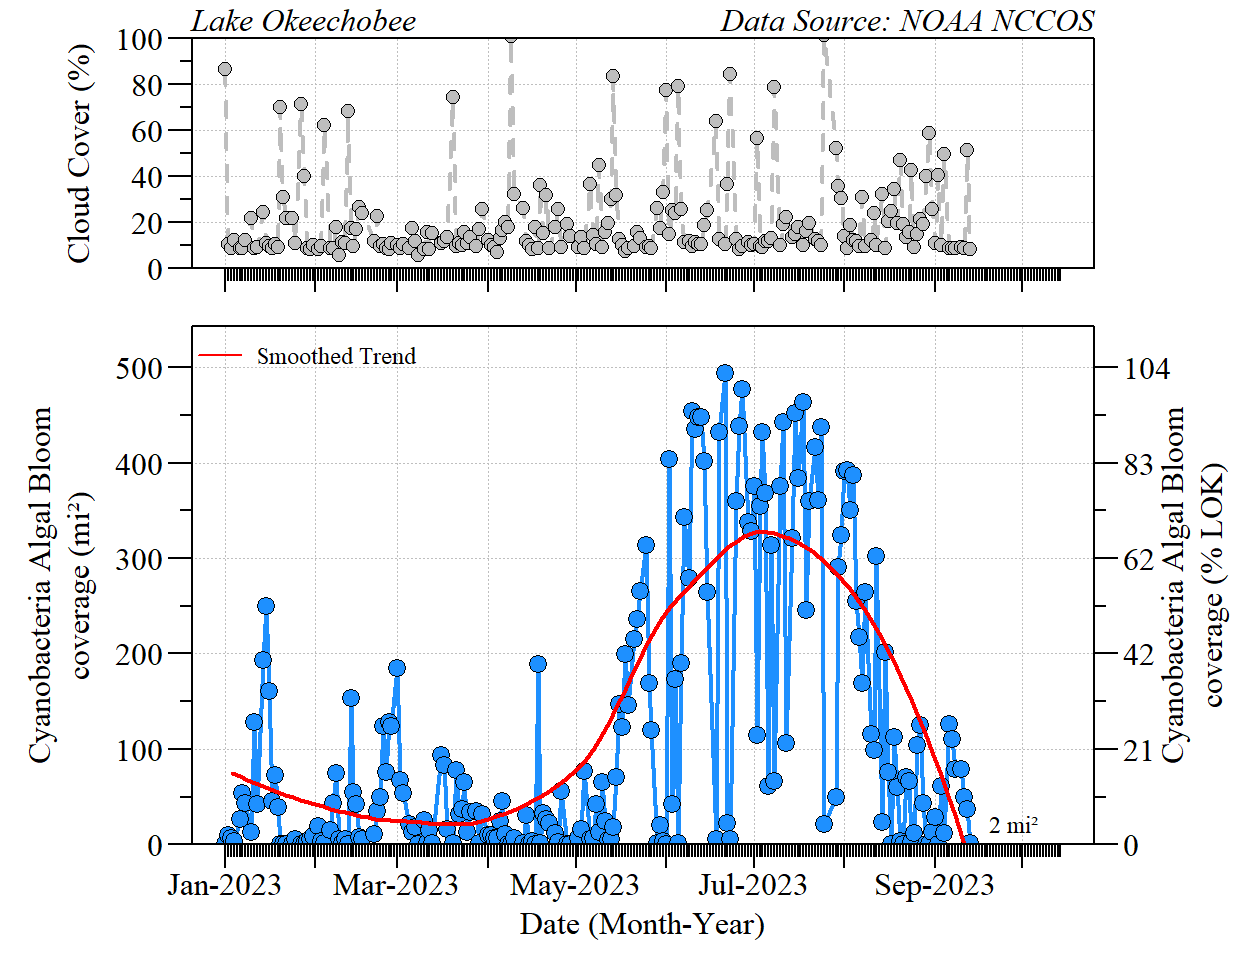 Lake Okeechobee Data Source: NOAA NCCOS
Cloud Cover (%)
100
80
60
40
20
0
Smoothed Trend
Cyanobacteria Algal Bloom
coverage (mi²)
500
400
300
200
100
0
104
83
62
42
21
0
Cyanobacteria Algal Bloom
coverage (% LOK)
2 mi²
Jan-2023 Mar-2023 May-2023 Jul-2023 Sep-2023
Date (Month-Year)